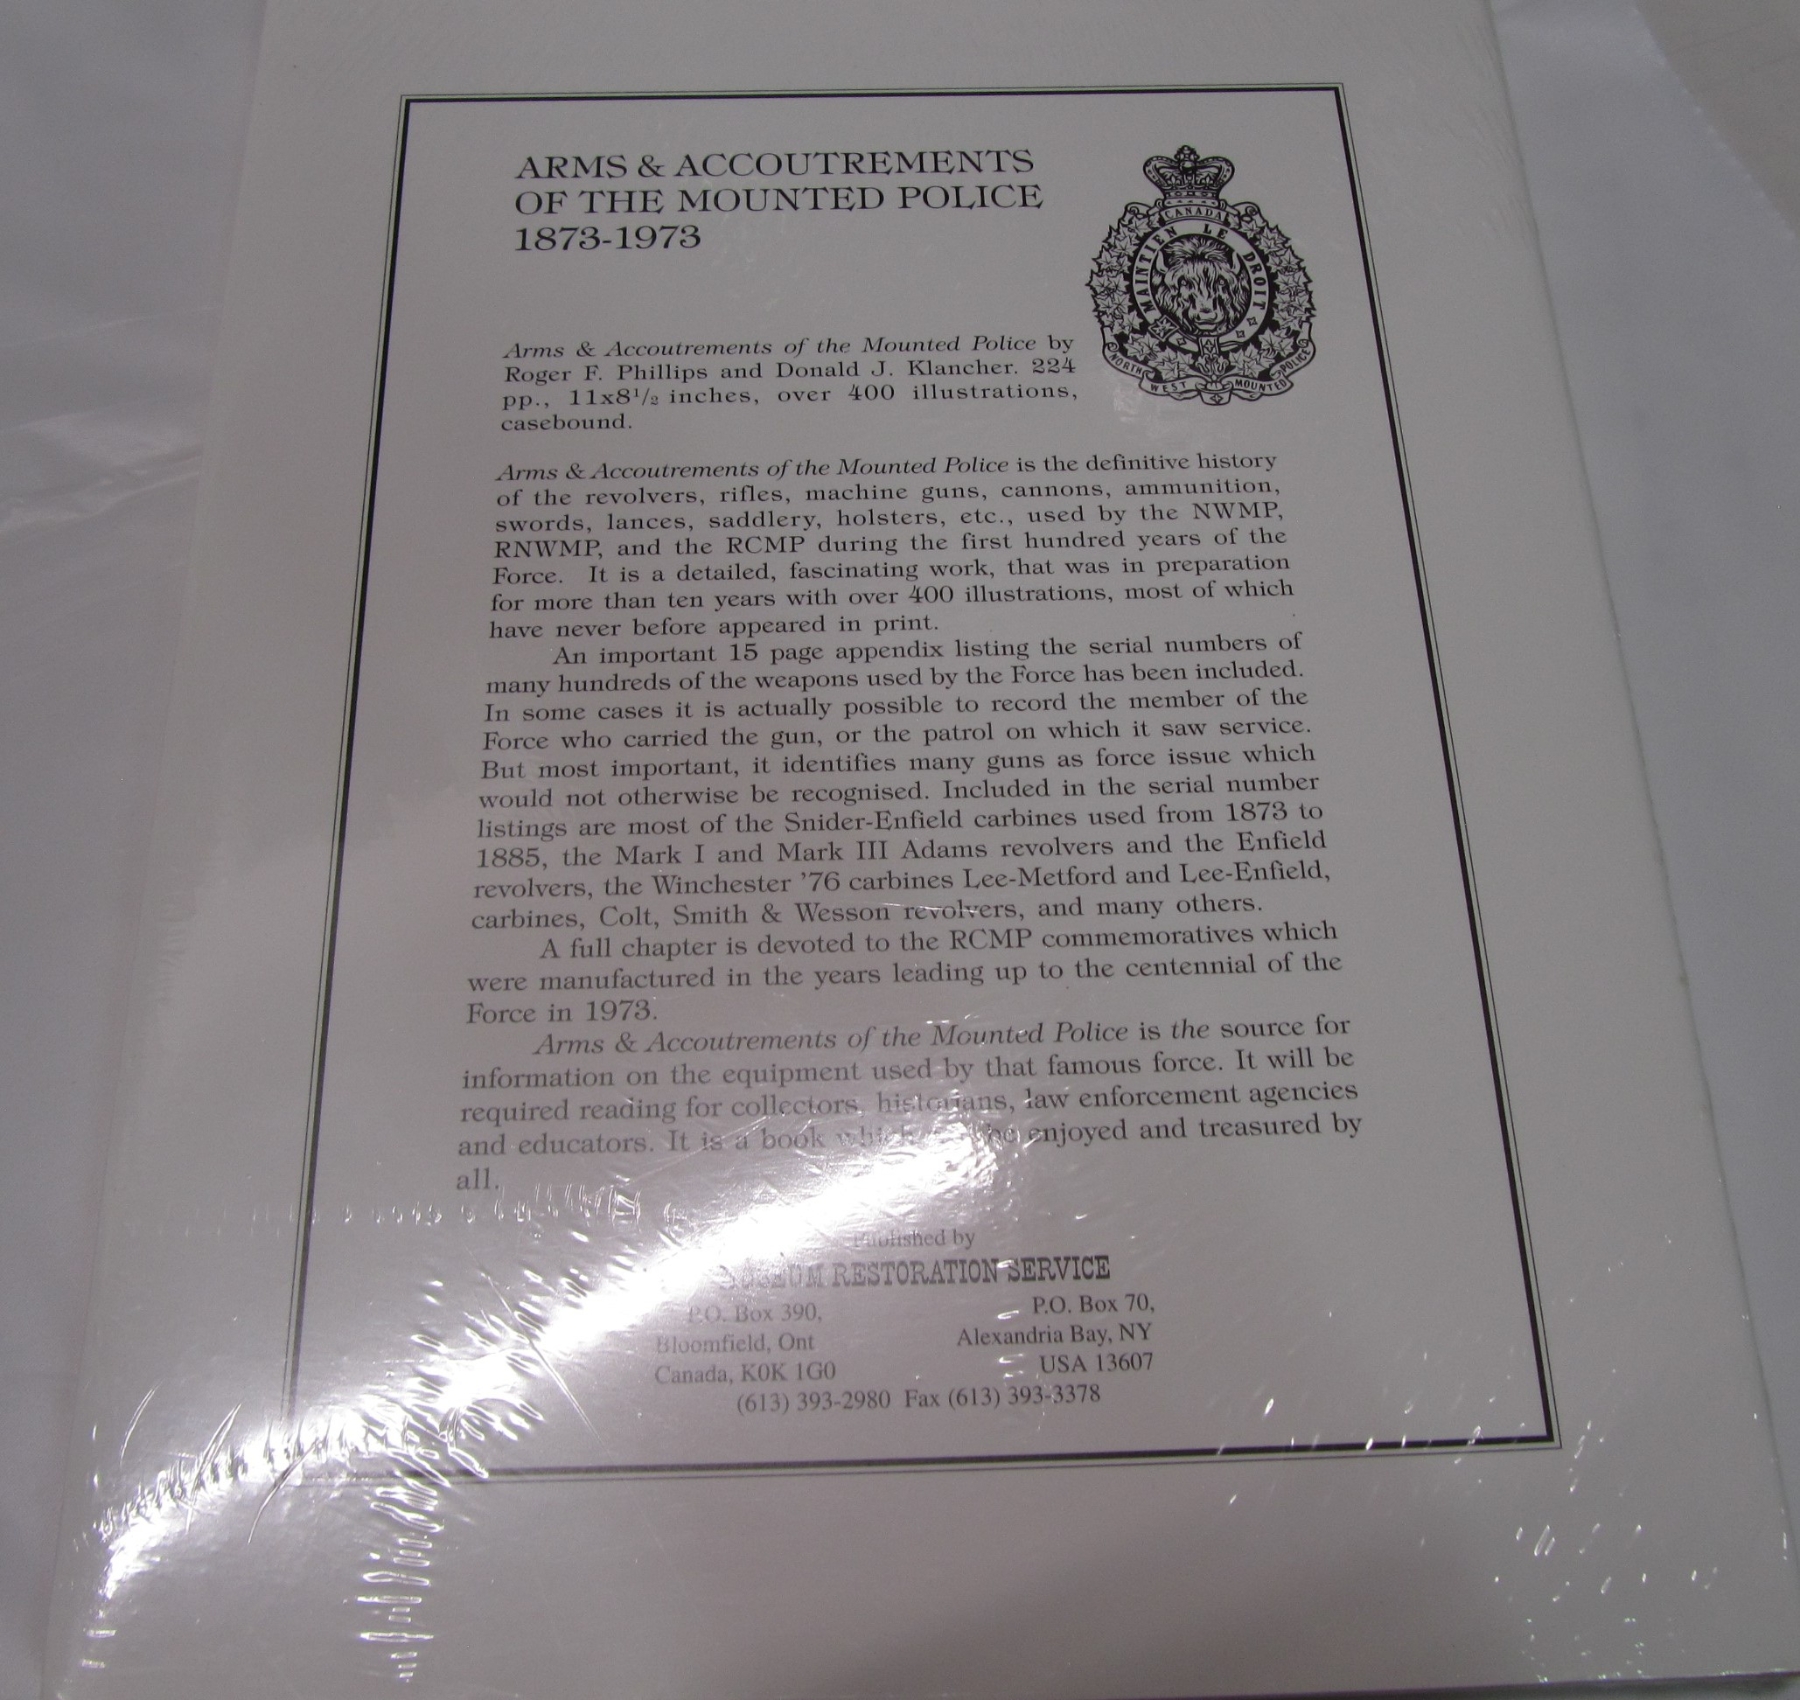 ARMS & ACCOUTREMENTS
OF THE MOUNTED POLICE
1873-1973
CANADA
MAINTIEN LE DROIT
NORTH WEST MOUNTED POLICE
Arms & Accoutrements of the Mounted Police by
Roger F. Phillips and Donald J. Klancher. 224
pp., 11x8½ inches, over 400 illustrations,
casebound.
Arms & Accoutrements of the Mounted Police is the definitive history
of the revolvers, rifles, machine guns, cannons, ammunition,
swords, lances, saddlery, holsters, etc., used by the NWMP,
RNWMP, and the RCMP during the first hundred years of the
Force. It is a detailed, fascinating work, that was in preparation
for more than ten years with over 400 illustrations, most of which
have never before appeared in print.
An important 15 page appendix listing the serial numbers of
many hundreds of the weapons used by the Force has been included.
In some cases it is actually possible to record the member of the
Force who carried the gun, or the patrol on which it saw service.
But most important, it identifies many guns as force issue which
would not otherwise be recognised. Included in the serial number
listings are most of the Snider-Enfield carbines used from 1873 to
1885, the Mark I and Mark III Adams revolvers and the Enfield
revolvers, the Winchester '76 carbines Lee-Metford and Lee-Enfield,
carbines, Colt, Smith & Wesson revolvers, and many others.
A full chapter is devoted to the RCMP commemoratives which
were manufactured in the years leading up to the centennial of the
Force in 1973.
Arms & Accoutrements of the Mounted Police is the source for
information on the equipment used by that famous force. It will be
required reading for collectors, historians, law enforcement agencies
and educators. It is a book which be enjoyed and treasured by
all.
Published by
MUSEUM RESTORATION SERVICE
P.O. Box 390, P.O. Box 70,
Bloomfield, Ont Alexandria Bay, NY
Canada, K0K 1G0 USA 13607
(613) 393-2980 Fax (613) 393-3378